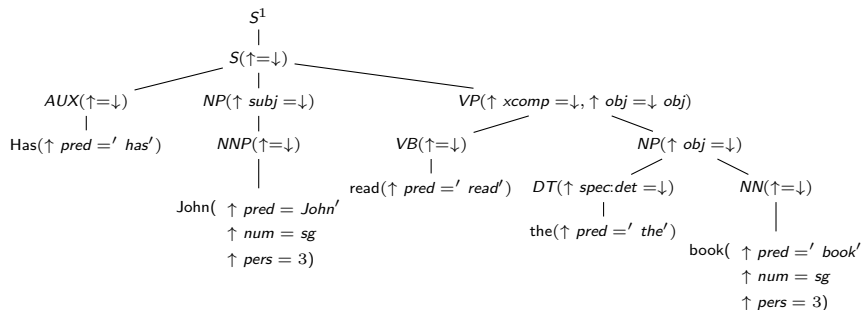 S¹
S(↑=↓)
AUX(↑=↓) NP(↑ subj =↓) VP(↑ xcomp =↓, ↑ obj =↓ obj)
Has(↑ pred =′ has′) NNP(↑=↓) VB(↑=↓) NP(↑ obj =↓)
read(↑ pred =′ read′) DT(↑ spec:det =↓) NN(↑=↓)
John( ↑ pred = John′
↑ num = sg
↑ pers = 3)
the(↑ pred =′ the′)
book( ↑ pred =′ book′
↑ num = sg
↑ pers = 3)